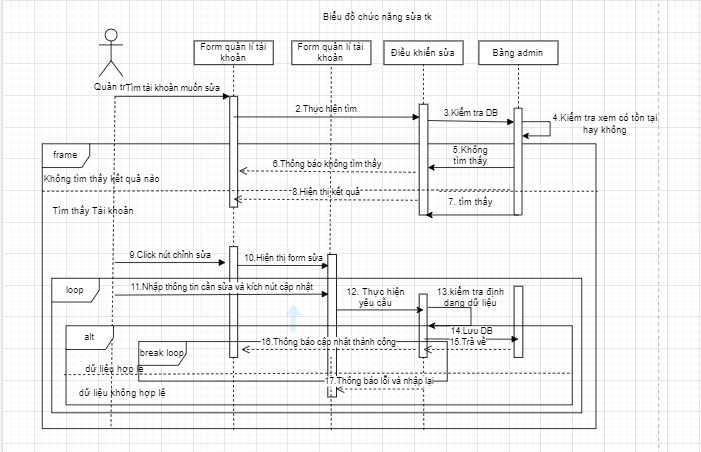 Biểu đồ chức năng sửa tk
Form quản lí tài
khoản
Form quản lí tài
khoản
Điều khiển sửa
Bảng admin
Quản trTìm tài khoản muốn sửa
2.Thực hiện tìm
3.Kiểm tra DB
4.Kiểm tra xem có tồn tại
hay không
frame
5.Không
tìm thấy
6.Thông báo không tìm thấy
Không tìm thấy kết quả nào
8.Hiện thị kết quả
7. tìm thấy
Tìm thấy Tài khoản
9.Click nút chỉnh sửa
10.Hiện thị form sửa
loop
11.Nhập thông tin cần sửa và kích nút cập nhật
12. Thực hiện
yêu cầu
13.kiểm tra định
dạng dữ liệu
14.Lưu DB
alt
16.Thông báo cập nhật thành công
15.Trả về
break loop
dữ liệu hợp lệ
17.Thông báo lỗi và nhập lại
dữ liệu không hợp lệ